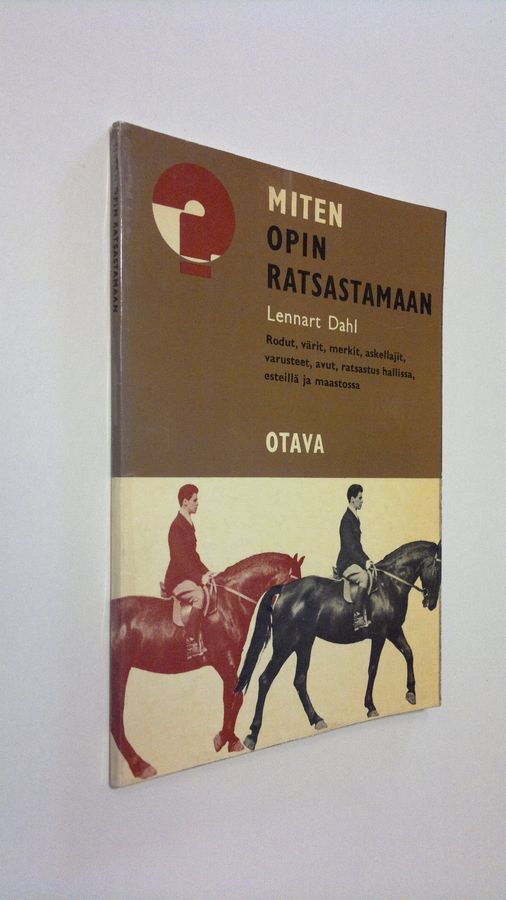 MITEN
OPIN
RATSASTAMAAN
Lennart Dahl
Rodut, värit, merkit, askellajit,
varusteet, avut, ratsastus hallissa,
esteillä ja maastossa
OTAVA
OPIN RATSASTAMAAN